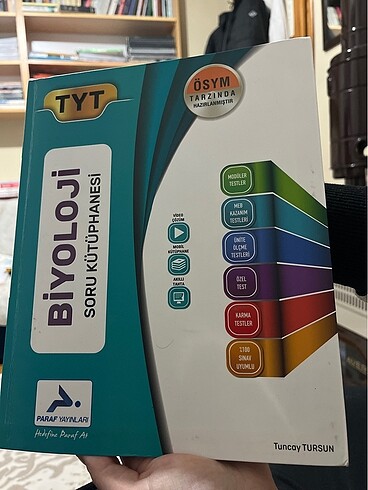 TYT
ÖSYM
TARZINDA
HAZIRLANMIŞTIR
BİYOLOJİ
SORU KÜTÜPHANESİ
VİDEO
ÇÖZÜM
MOBİL
KÜTÜPHANE
AKILLI
TAHTA
MODÜLER
TESTLER
MEB
KAZANIM
TESTLERİ
ÜNİTE
ÖLÇME
TESTLERİ
ÖZEL
TEST
KARMA
TESTLER
%100
SINAV
UYUMLU
PARAF YAYINLARI
Hedefine Paraf At
Tuncay TURSUN